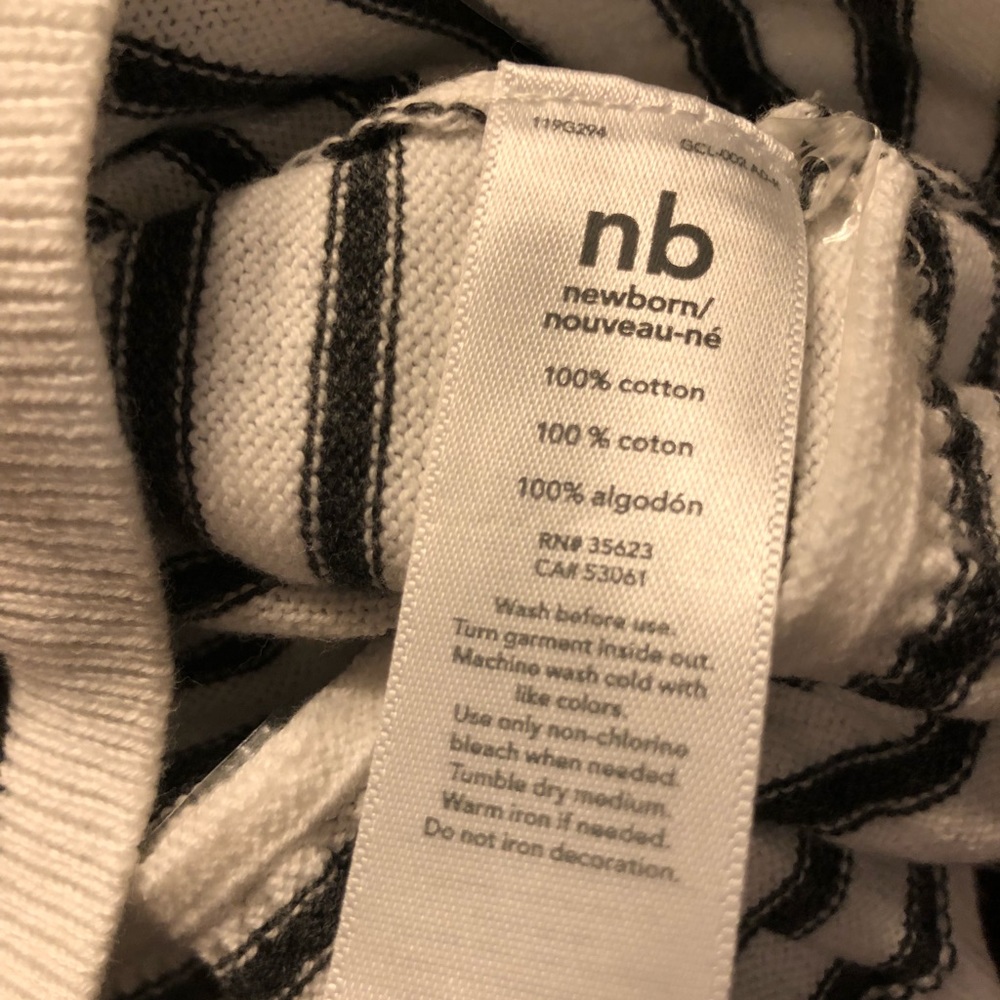 119G294
GCL-009
nb
newborn/
nouveau-né
100% cotton
100 % coton
100% algodón
RN# 35623
CA# 53061
Wash before use.
Turn garment inside out.
Machine wash cold with
like colors.
Use only non-chlorine
bleach when needed.
Tumble dry medium.
Warm iron if needed.
Do not iron decoration.